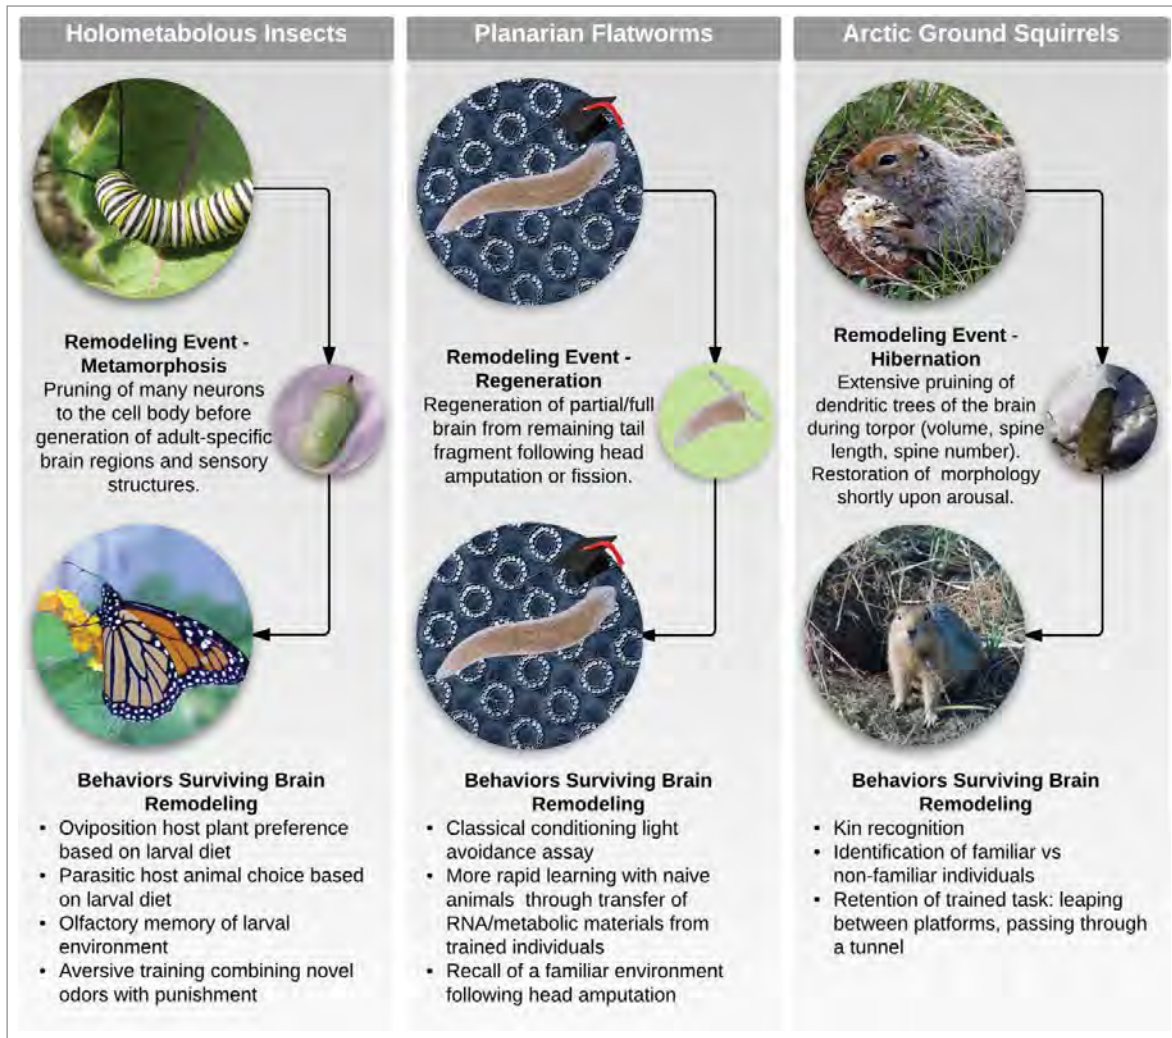 Holometabolous Insects
Remodeling Event -
Metamorphosis
Pruning of many neurons
to the cell body before
generation of adult-specific
brain regions and sensory
structures.
Behaviors Surviving Brain
Remodeling
• Oviposition host plant preference
based on larval diet
• Parasitic host animal choice based
on larval diet
• Olfactory memory of larval
environment
• Aversive training combining novel
odors with punishment
Planarian Flatworms
Remodeling Event -
Regeneration
Regeneration of partial/full
brain from remaining tail
fragment following head
amputation or fission.
Behaviors Surviving Brain
Remodeling
• Classical conditioning light
avoidance assay
• More rapid learning with naive
animals through transfer of
RNA/metabolic materials from
trained individuals
• Recall of a familiar environment
following head amputation
Arctic Ground Squirrels
Remodeling Event -
Hibernation
Extensive pruining of
dendritic trees of the brain
during torpor (volume, spine
length, spine number).
Restoration of morphology
shortly upon arousal.
Behaviors Surviving Brain
Remodeling
• Kin recognition
• Identification of familiar vs
non-familiar individuals
• Retention of trained task: leaping
between platforms, passing through
a tunnel